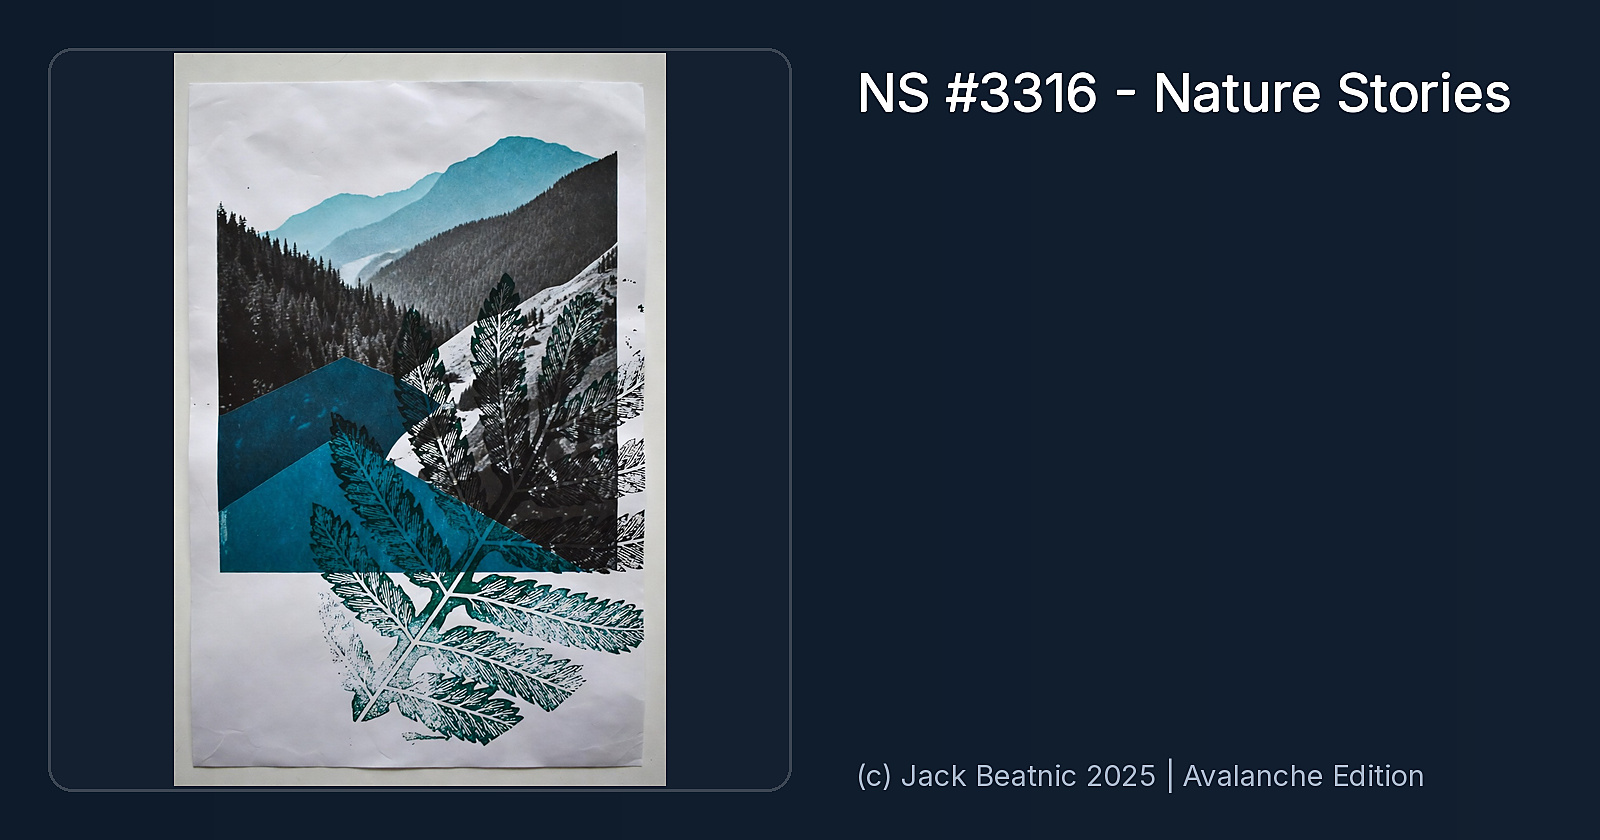 NS #3316 - Nature Stories
(c) Jack Beatnic 2025 | Avalanche Edition